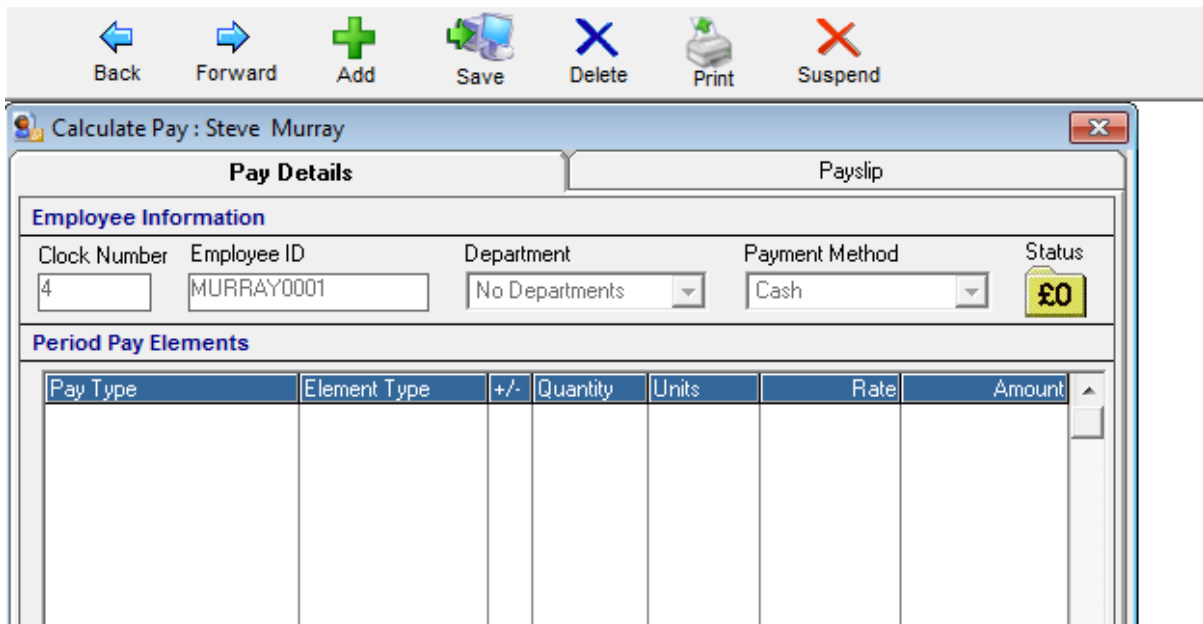 Back Forward Add Save Delete Print Suspend
Calculate Pay : Steve Murray
Pay Details Payslip
Employee Information
Clock Number Employee ID Department Payment Method Status
4 MURRAY0001 No Departments Cash £0
Period Pay Elements
Pay Type Element Type +/- Quantity Units Rate Amount